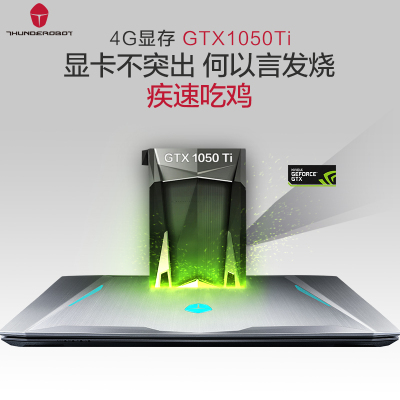 THUNDEROBOT
4G显存 GTX1050Ti
显卡不突出 何以言发烧
疾速吃鸡
GTX 1050 Ti
NVIDIA
GEFORCE
GTX